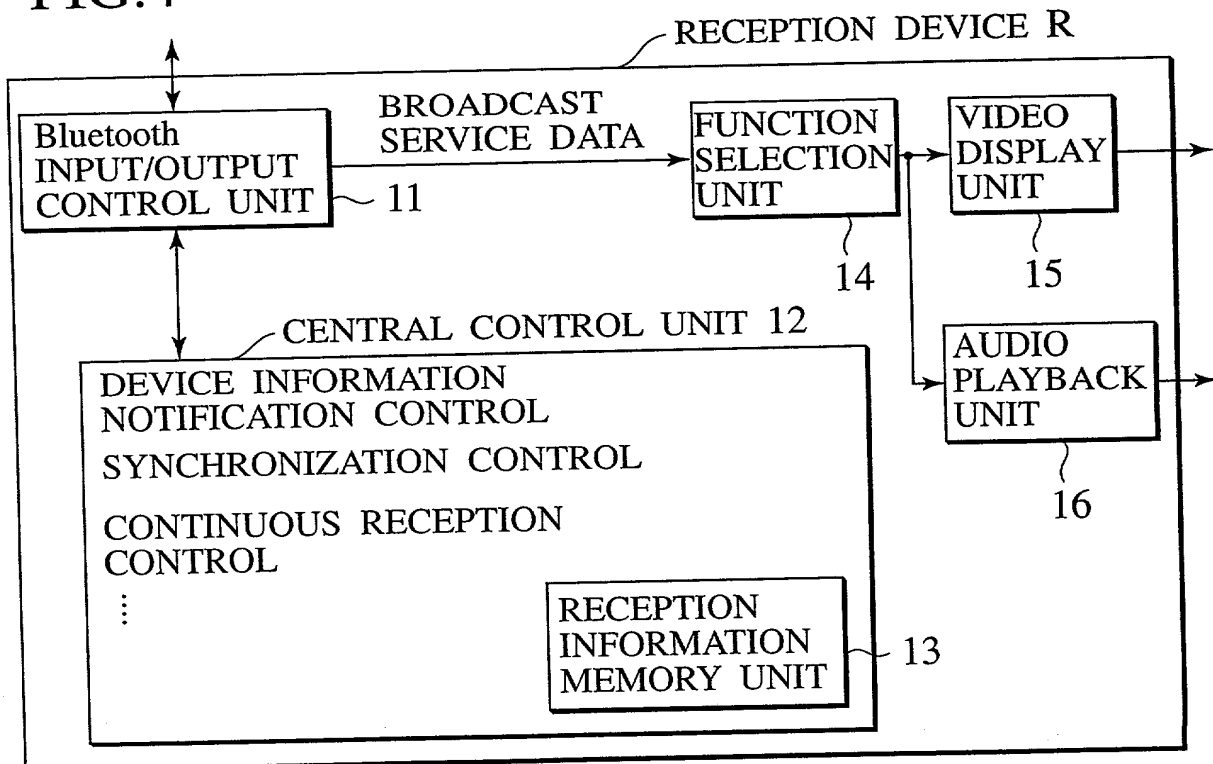 RECEPTION DEVICE R
Bluetooth
INPUT/OUTPUT
CONTROL UNIT
11
BROADCAST
SERVICE DATA
FUNCTION
SELECTION
UNIT
14
VIDEO
DISPLAY
UNIT
15
CENTRAL CONTROL UNIT 12
DEVICE INFORMATION
NOTIFICATION CONTROL
SYNCHRONIZATION CONTROL
CONTINUOUS RECEPTION
CONTROL
....
RECEPTION
INFORMATION
MEMORY UNIT
13
AUDIO
PLAYBACK
UNIT
16